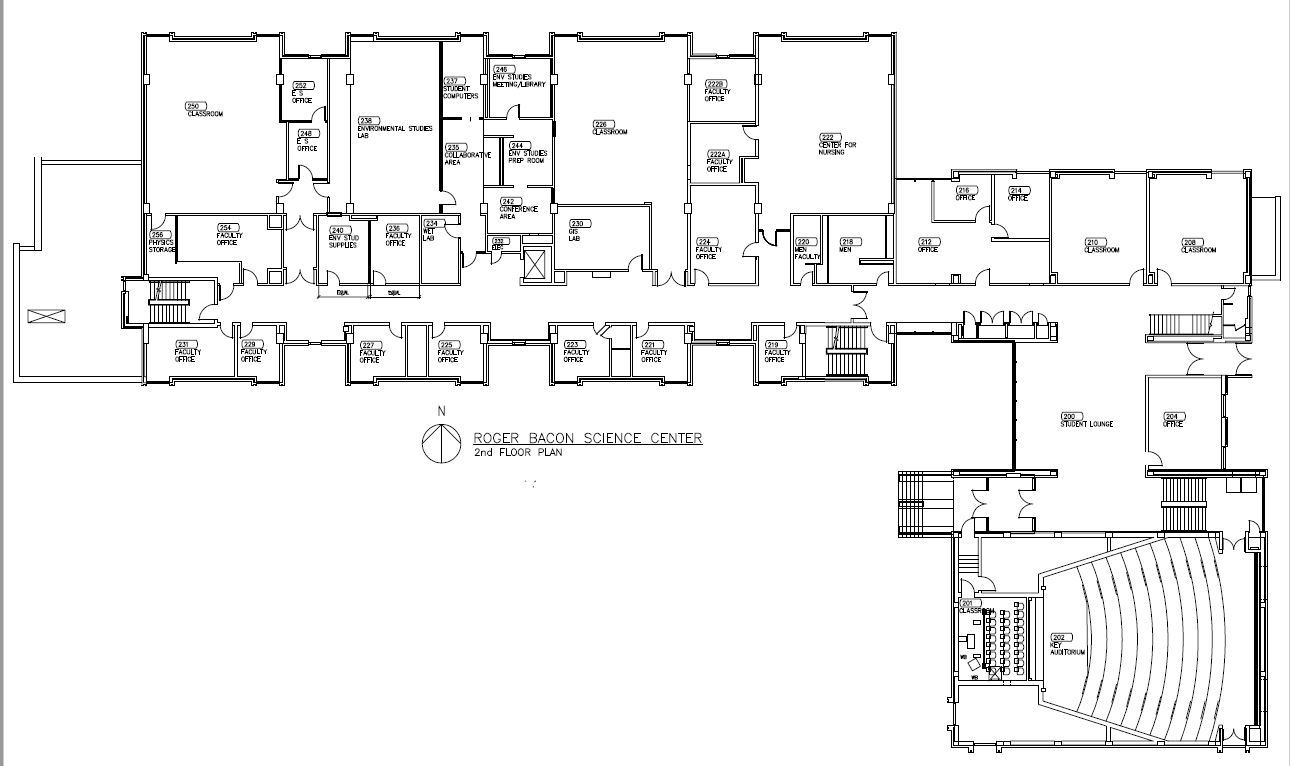 250
CLASSROOM
252
E S
OFFICE
248
E S
OFFICE
238
ENVIRONMENTAL STUDIES
LAB
237
STUDENT
COMPUTERS
235
COLLABORATIVE
AREA
246
ENV STUDIES
MEETING/LIBRARY
244
ENV STUDIES
PREP ROOM
242
CONFERENCE
AREA
226
CLASSROOM
222B
FACULTY
OFFICE
222A
FACULTY
OFFICE
222
CENTER FOR
NURSING
216
OFFICE
214
OFFICE
256
PHYSICS
STORAGE
254
FACULTY
OFFICE
240
ENV STUD
SUPPLIES
236
FACULTY
OFFICE
234
WET
LAB
232
ELEC
230
GIS
LAB
224
FACULTY
OFFICE
220
MEN
FACULTY
218
MEN
212
OFFICE
210
CLASSROOM
208
CLASSROOM
EQUAL
EQUAL
231
FACULTY
OFFICE
229
FACULTY
OFFICE
227
FACULTY
OFFICE
225
FACULTY
OFFICE
223
FACULTY
OFFICE
221
FACULTY
OFFICE
219
FACULTY
OFFICE
200
STUDENT LOUNGE
204
OFFICE
N
ROGER BACON SCIENCE CENTER
2nd FLOOR PLAN
201
CLASSROOM
WB
WB
202
KEY
AUDITORIUM